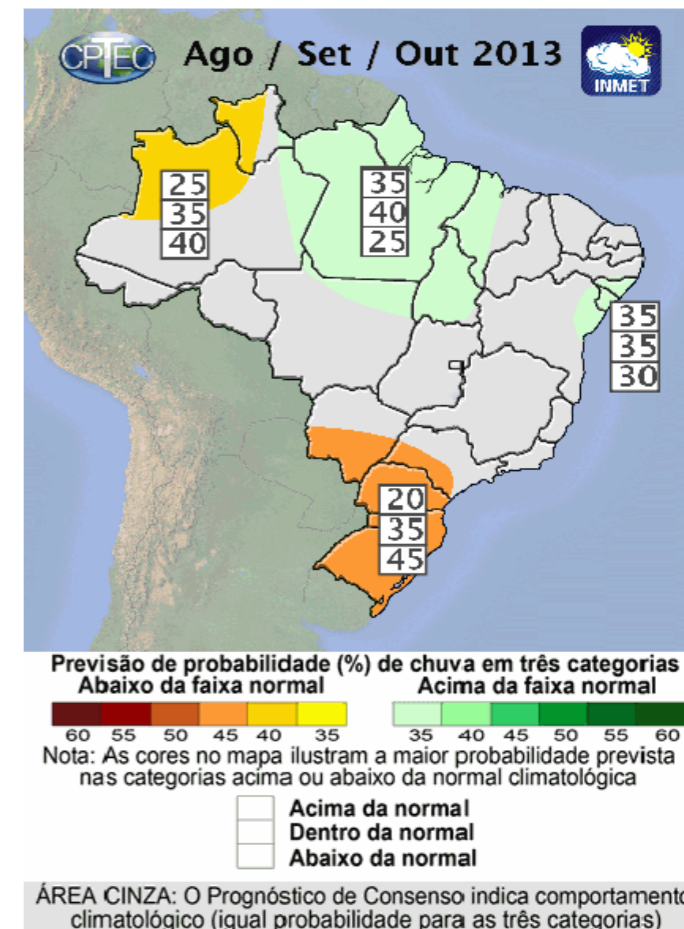 CPTEC
Ago / Set / Out 2013
INMET
25
35
40
35
40
25
35
35
30
20
35
45
Previsão de probabilidade (%) de chuva em três categorias
Abaixo da faixa normal
Acima da faixa normal
60 55 50 45 40 35
35 40 45 50 55 60
Nota: As cores no mapa ilustram a maior probabilidade prevista
nas categorias acima ou abaixo da normal climatológica
Acima da normal
Dentro da normal
Abaixo da normal
ÁREA CINZA: O Prognóstico de Consenso indica comportamento
climatológico (igual probabilidade para as três categorias)